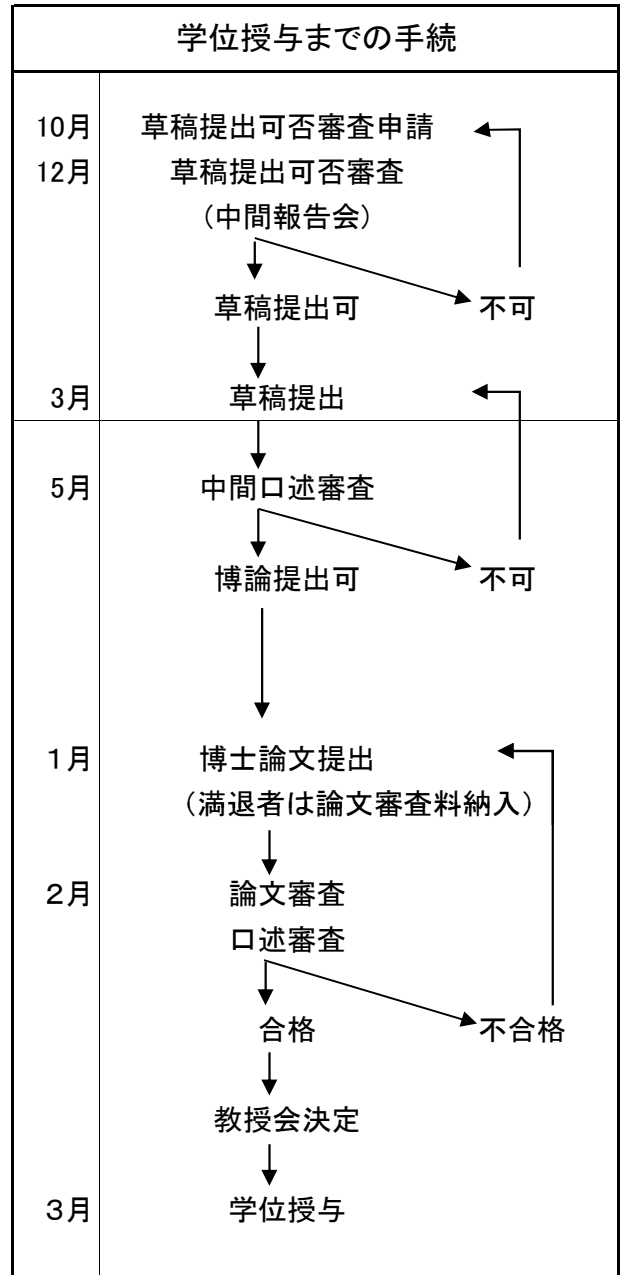 学位授与までの手続
10月 草稿提出可否審査申請
12月 草稿提出可否審査
(中間報告会)
草稿提出可 不可
3月 草稿提出
5月 中間口述審査
博論提出可 不可
1月 博士論文提出
(満退者は論文審査料納入)
2月 論文審査
口述審査
合格 不合格
教授会決定
3月 学位授与